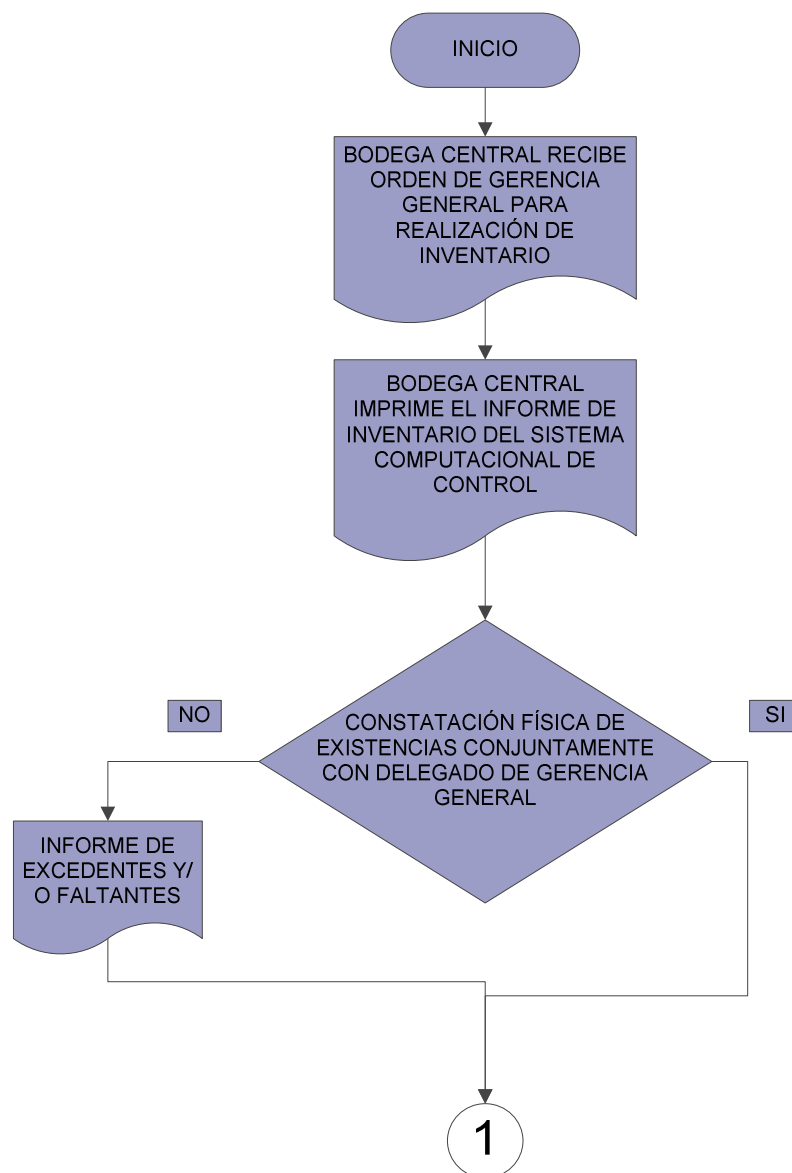 INICIO
BODEGA CENTRAL RECIBE
ORDEN DE GERENCIA
GENERAL PARA
REALIZACIÓN DE
INVENTARIO
BODEGA CENTRAL
IMPRIME EL INFORME DE
INVENTARIO DEL SISTEMA
COMPUTACIONAL DE
CONTROL
NO
SI
CONSTATACIÓN FÍSICA DE
EXISTENCIAS CONJUNTAMENTE
CON DELEGADO DE GERENCIA
GENERAL
INFORME DE
EXCEDENTES Y/
O FALTANTES
1